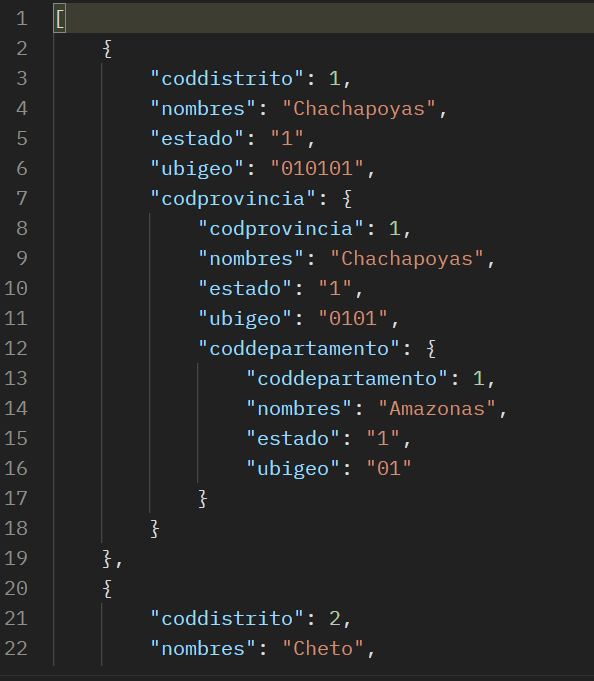 1 [
2 {
3 "coddistrito": 1,
4 "nombres": "Chachapoyas",
5 "estado": "1",
6 "ubigeo": "010101",
7 "codprovincia": {
8 "codprovincia": 1,
9 "nombres": "Chachapoyas",
10 "estado": "1",
11 "ubigeo": "0101",
12 "coddepartamento": {
13 "coddepartamento": 1,
14 "nombres": "Amazonas",
15 "estado": "1",
16 "ubigeo": "01"
17 }
18 }
19 },
20 {
21 "coddistrito": 2,
22 "nombres": "Cheto",